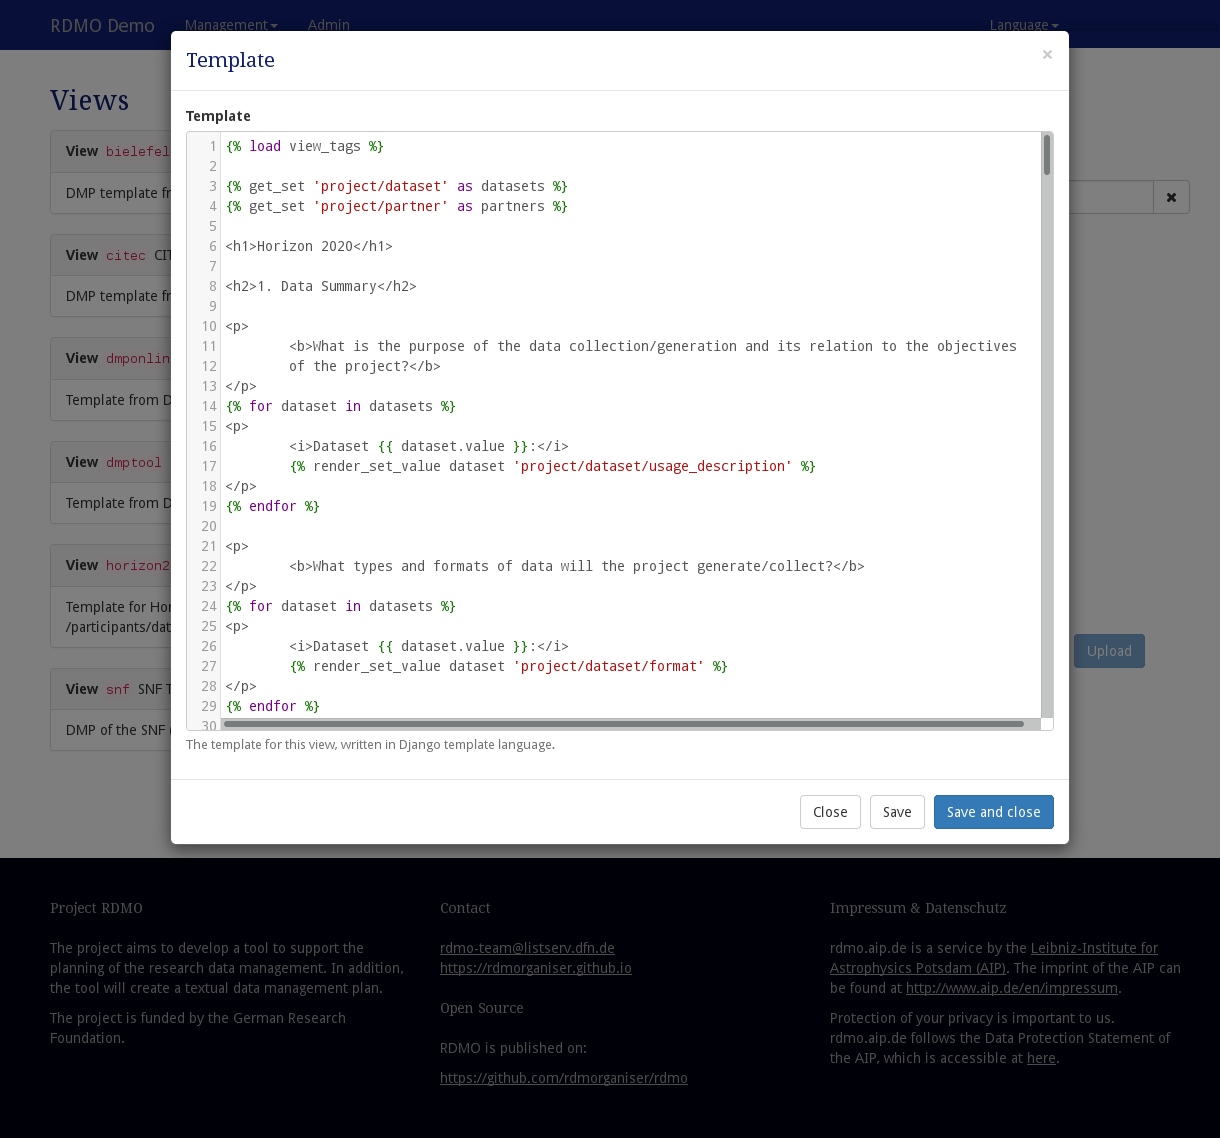 RDMO Demo Management Admin Language
Template
×
Views
Template
View bielefel
DMP template fr
View citec CIT
DMP template fr
View dmponlin
Template from D
View dmptool
Template from D
View horizon2
Template for Hor
/participants/dat
View snf SNF T
DMP of the SNF
1 {% load view_tags %}
2
3 {% get_set 'project/dataset' as datasets %}
4 {% get_set 'project/partner' as partners %}
5
6 <h1>Horizon 2020</h1>
7
8 <h2>1. Data Summary</h2>
9
10 <p>
11 <b>What is the purpose of the data collection/generation and its relation to the objectives
12 of the project?</b>
13 </p>
14 {% for dataset in datasets %}
15 <p>
16 <i>Dataset {{ dataset.value }}:</i>
17 {% render_set_value dataset 'project/dataset/usage_description' %}
18 </p>
19 {% endfor %}
20
21 <p>
22 <b>What types and formats of data will the project generate/collect?</b>
23 </p>
24 {% for dataset in datasets %}
25 <p>
26 <i>Dataset {{ dataset.value }}:</i>
27 {% render_set_value dataset 'project/dataset/format' %}
28 </p>
29 {% endfor %}
30
The template for this view, written in Django template language.
Upload
Close Save Save and close
Project RDMO
The project aims to develop a tool to support the
planning of the research data management. In addition,
the tool will create a textual data management plan.
The project is funded by the German Research
Foundation.
Contact
rdmo-team@listserv.dfn.de
https://rdmorganiser.github.io
Open Source
RDMO is published on:
https://github.com/rdmorganiser/rdmo
Impressum & Datenschutz
rdmo.aip.de is a service by the Leibniz-Institute for
Astrophysics Potsdam (AIP). The imprint of the AIP can
be found at http://www.aip.de/en/impressum.
Protection of your privacy is important to us.
rdmo.aip.de follows the Data Protection Statement of
the AIP, which is accessible at here.